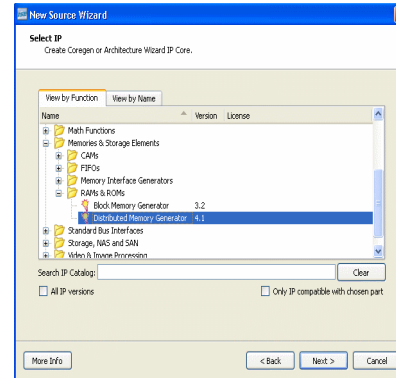 New Source Wizard
Select IP
Create Coregen or Architecture Wizard IP Core.
View by Function View by Name
Name Version License
Math Functions
Memories & Storage Elements
CAMs
FIFOs
Memory Interface Generators
RAMs & ROMs
Block Memory Generator 3.2
Distributed Memory Generator 4.1
Standard Bus Interfaces
Storage, NAS and SAN
Video & Image Processing
Search IP Catalog: Clear
All IP versions Only IP compatible with chosen part
More Info < Back Next > Cancel